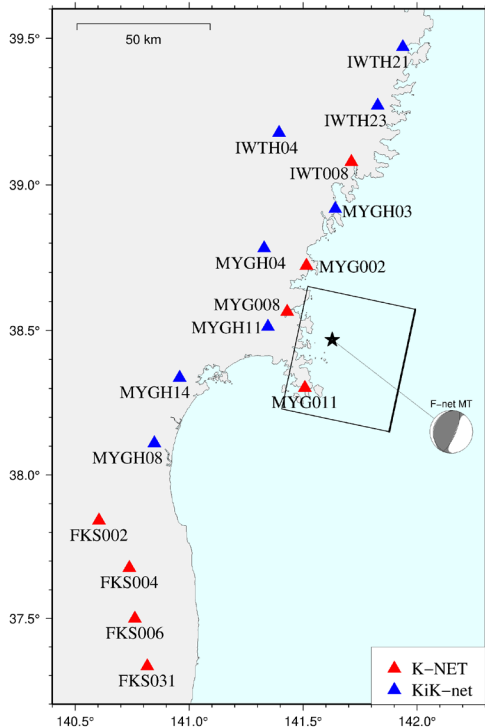 39.5°
39.0°
38.5°
38.0°
37.5°
50 km
IWTH21
IWTH23
IWTH04
IWT008
MYGH03
MYGH04
MYG002
MYG008
MYGH11
MYGH14
MYG011
F-net MT
MYGH08
FKS002
FKS004
FKS006
FKS031
K-NET
KiK-net
140.5°
141.0°
141.5°
142.0°